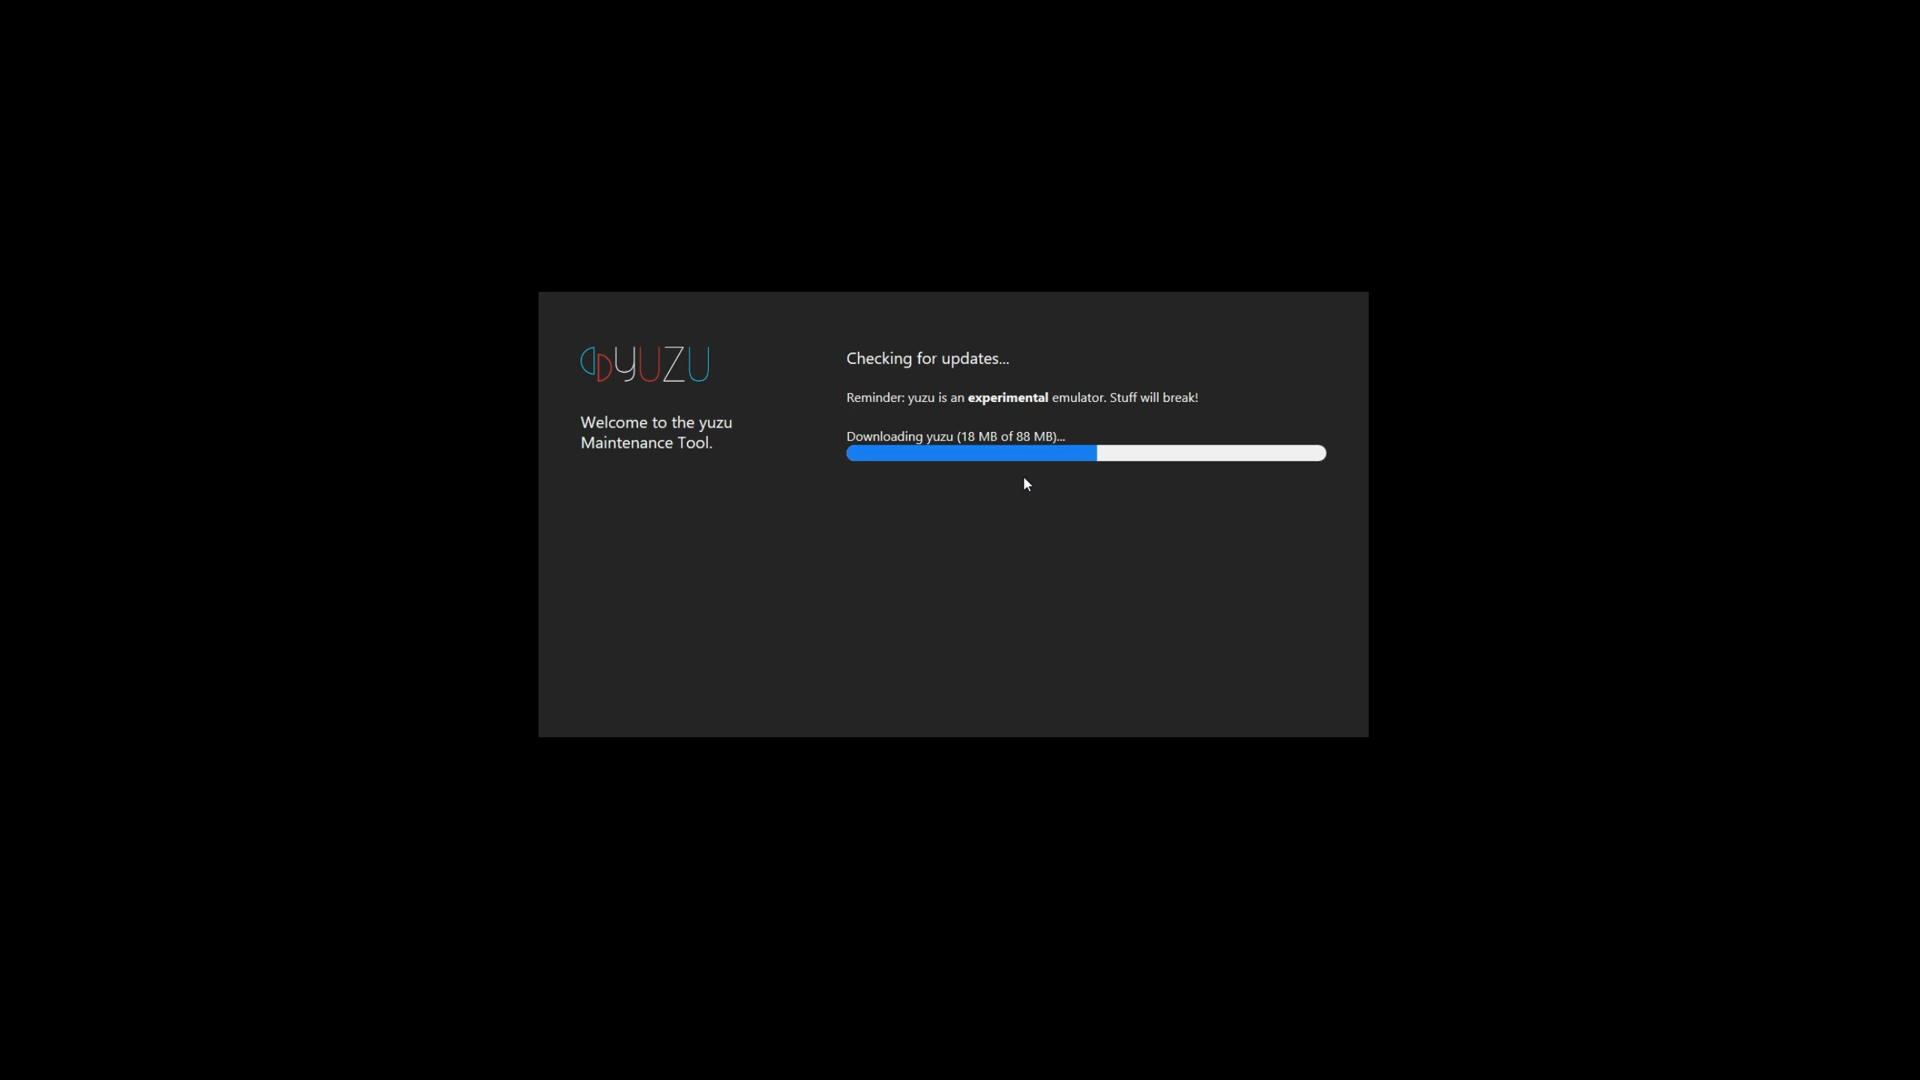 YUZU
Welcome to the yuzu
Maintenance Tool.
Checking for updates...
Reminder: yuzu is an experimental emulator. Stuff will break!
Downloading yuzu (18 MB of 88 MB)...